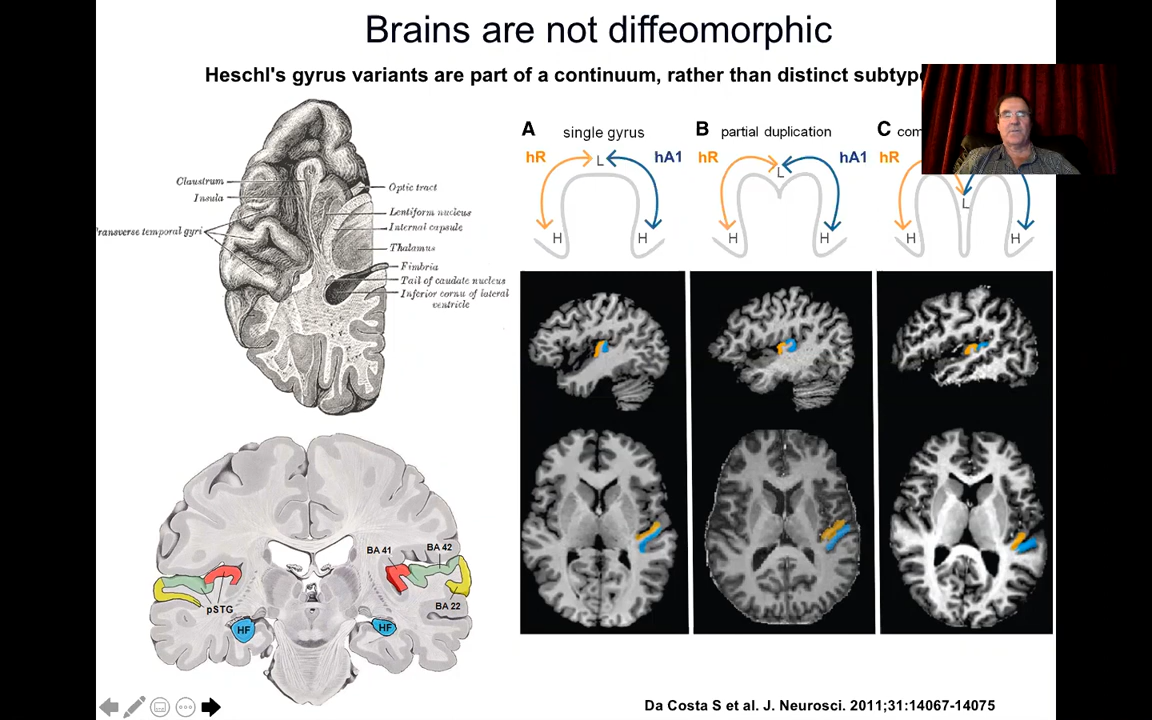 Brains are not diffeomorphic
Heschl's gyrus variants are part of a continuum, rather than distinct
Claustrum
Insula
Transverse temporal gyri
Optic tract
Lentiform nucleus
Internal capsule
Thalamus
Fimbria
Tail of caudate nucleus
Inferior cornu of lateral
ventricle
A single gyrus
hR L hA1
H H
B partial duplication
hR L hA1
H H
C
hR L
H H
BA 41
BA 42
pSTG
BA 22
HF
HF
Da Costa S et al. J. Neurosci. 2011;31:14067-14075